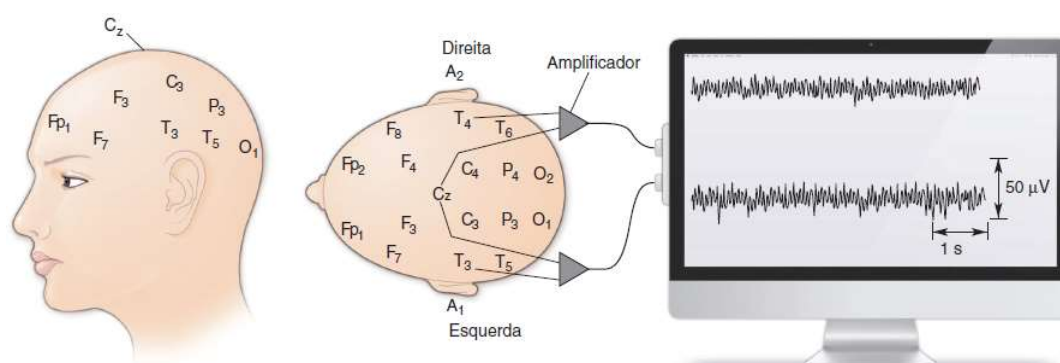 Cz
C3
F3
P3
Fp1
T3
T5
F7
O1
Direita
A2
Amplificador
T4
F8
T6
Fp2
F4
C4
P4
O2
Cz
F3
C3
P3
O1
Fp1
F7
T3
T5
A1
Esquerda
50 μV
1 s